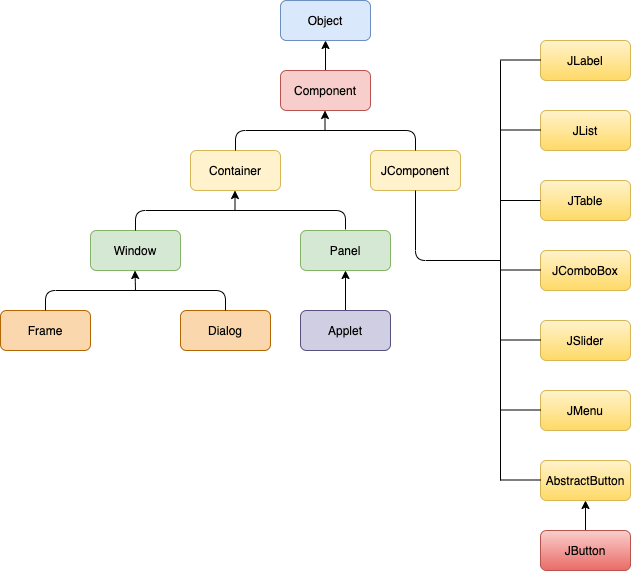 Object
Component
Container
JComponent
Window
Panel
Frame
Dialog
Applet
JLabel
JList
JTable
JComboBox
JSlider
JMenu
AbstractButton
JButton